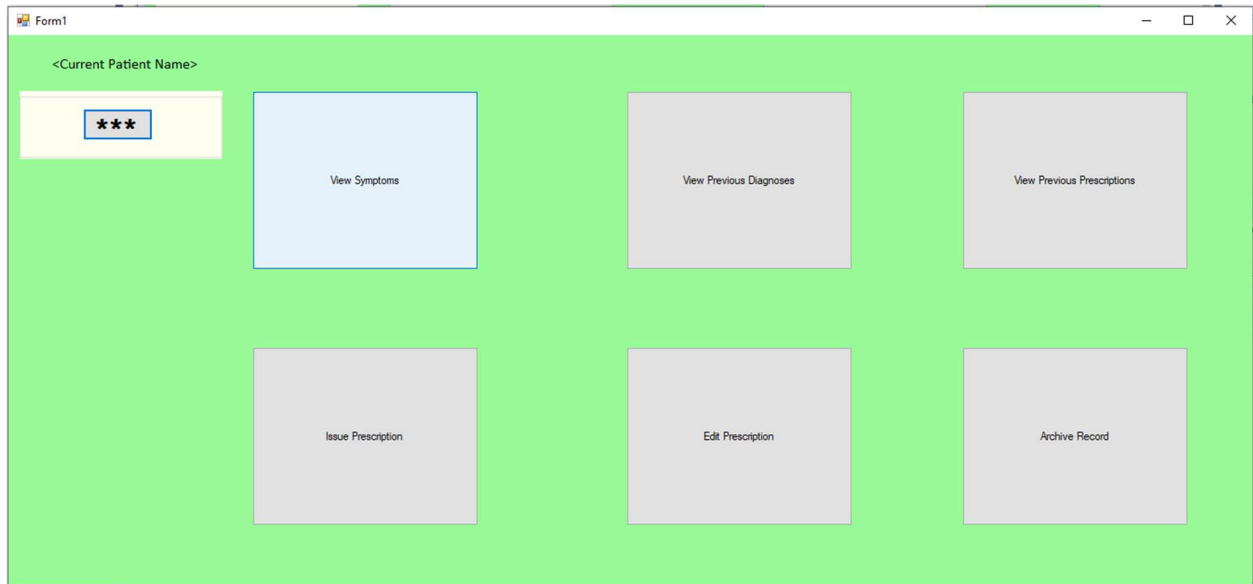 Form1
<Current Patient Name>
***
View Symptoms
View Previous Diagnoses
View Previous Prescriptions
Issue Prescription
Edit Prescription
Archive Record